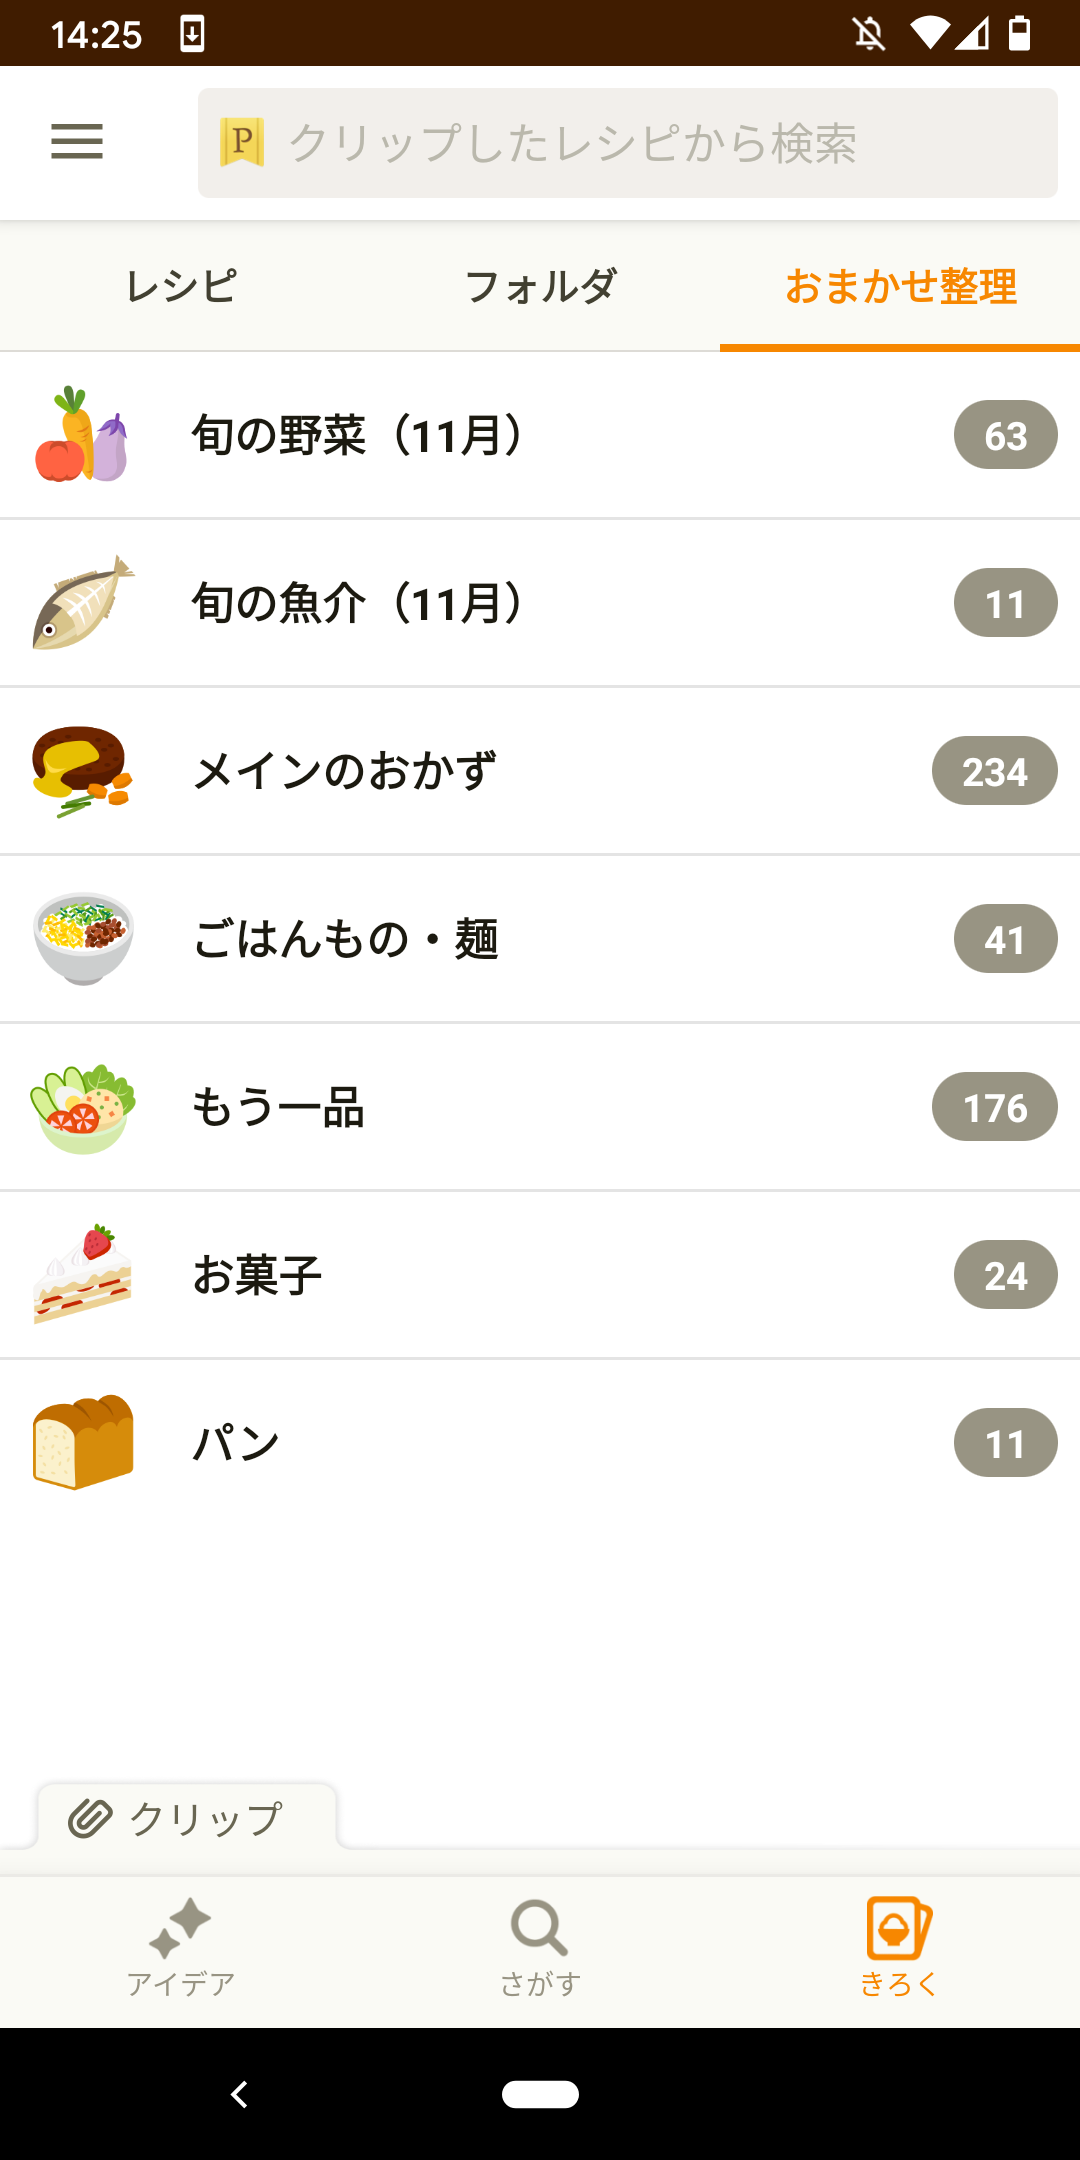 14:25
P クリップしたレシピから検索
レシピ フォルダ おまかせ整理
旬の野菜（11月） 63
旬の魚介（11月） 11
メインのおかず 234
ごはんもの・麺 41
もう一品 176
お菓子 24
パン 11
クリップ
アイデア さがす きろく